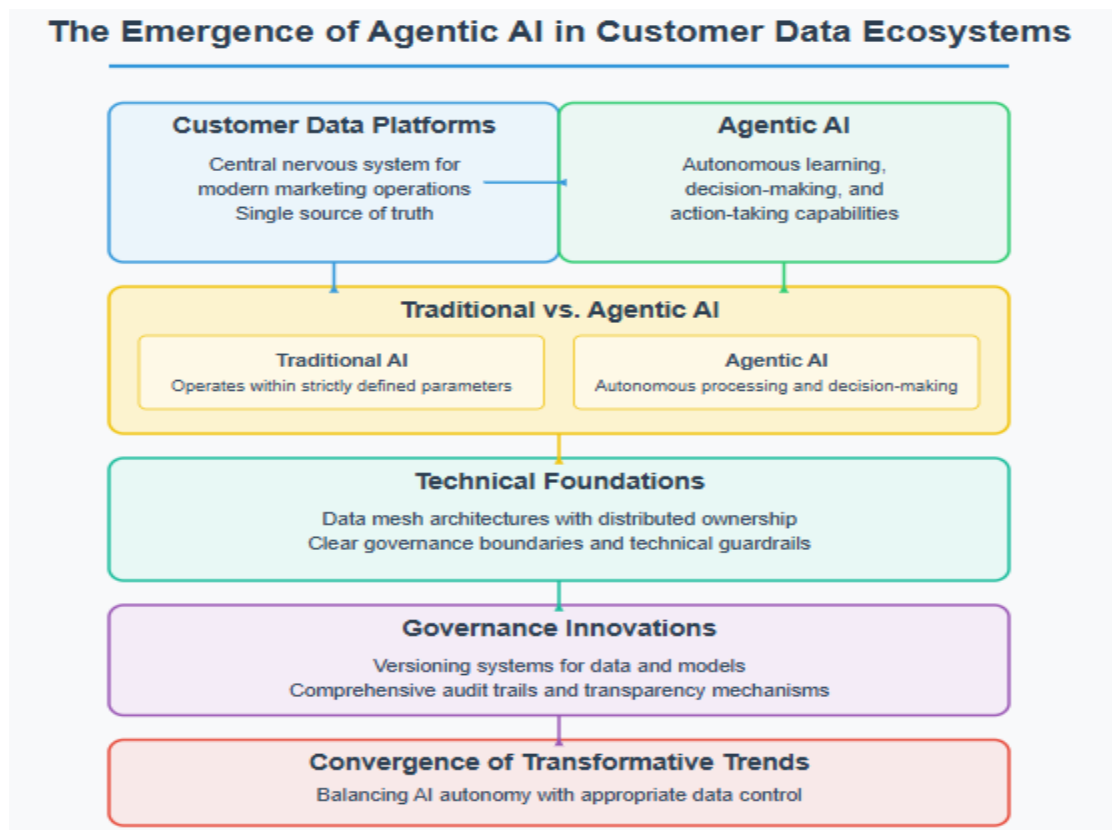 The Emergence of Agentic AI in Customer Data Ecosystems
Customer Data Platforms
Central nervous system for
modern marketing operations
Single source of truth
Agentic AI
Autonomous learning,
decision-making, and
action-taking capabilities
Traditional vs. Agentic AI
Traditional AI
Operates within strictly defined parameters
Agentic AI
Autonomous processing and decision-making
Technical Foundations
Data mesh architectures with distributed ownership
Clear governance boundaries and technical guardrails
Governance Innovations
Versioning systems for data and models
Comprehensive audit trails and transparency mechanisms
Convergence of Transformative Trends
Balancing AI autonomy with appropriate data control